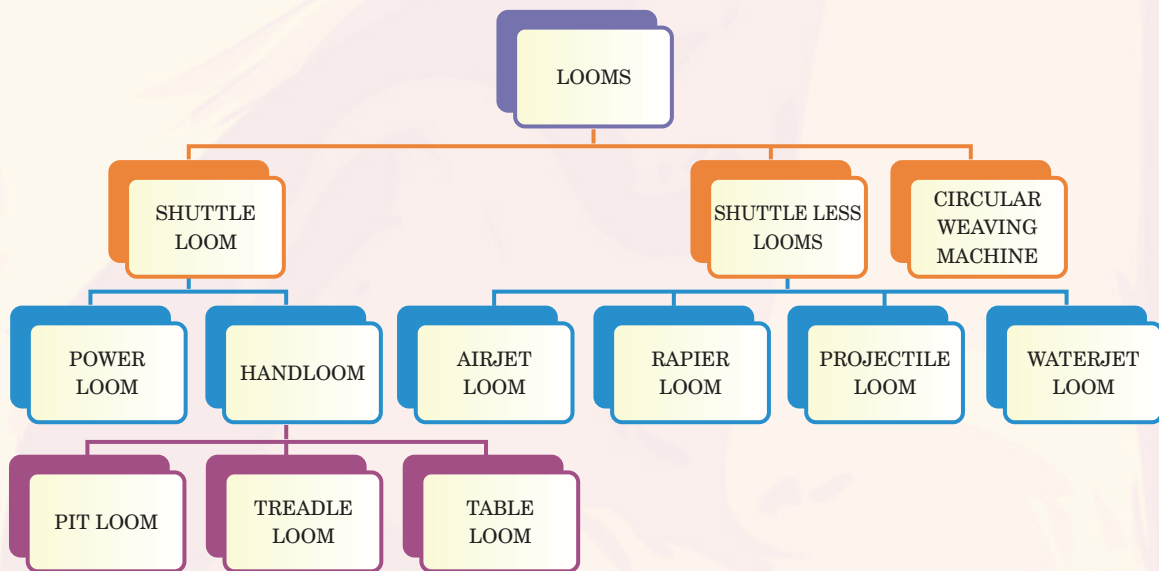 LOOMS
SHUTTLE
LOOM
SHUTTLE LESS
LOOMS
CIRCULAR
WEAVING
MACHINE
POWER
LOOM
HANDLOOM
AIRJET
LOOM
RAPIER
LOOM
PROJECTILE
LOOM
WATERJET
LOOM
PIT LOOM
TREADLE
LOOM
TABLE
LOOM